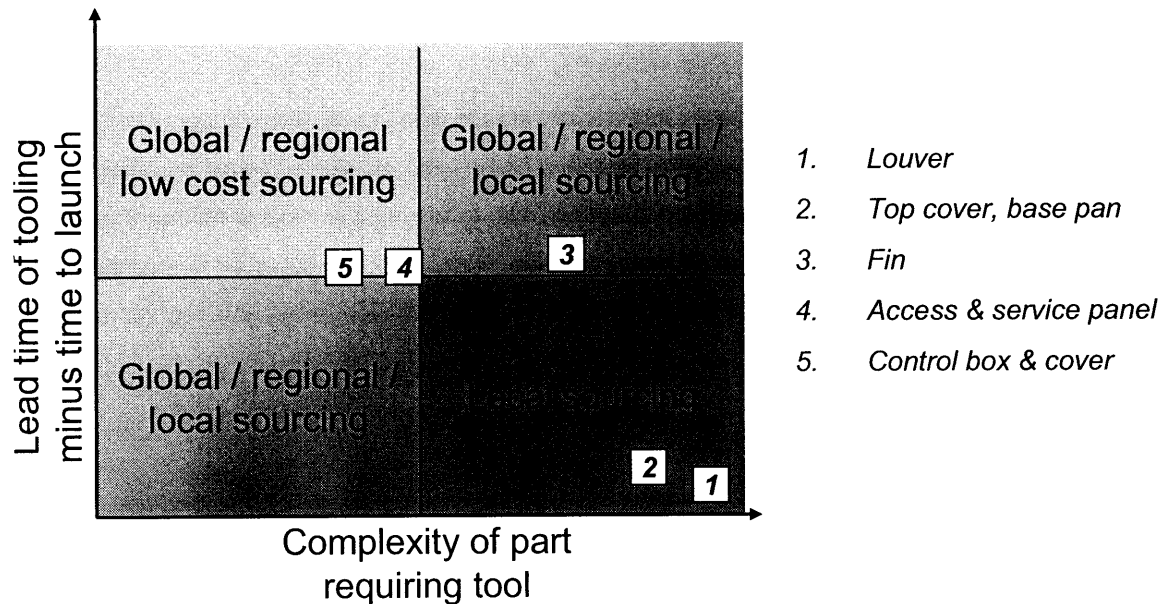 Lead time of tooling
minus time to launch
Global / regional
low cost sourcing
Global / regional /
local sourcing
5
4
3
Global / regional /
local sourcing
Local sourcing
2
1
Complexity of part
requiring tool
1. Louver
2. Top cover, base pan
3. Fin
4. Access & service panel
5. Control box & cover